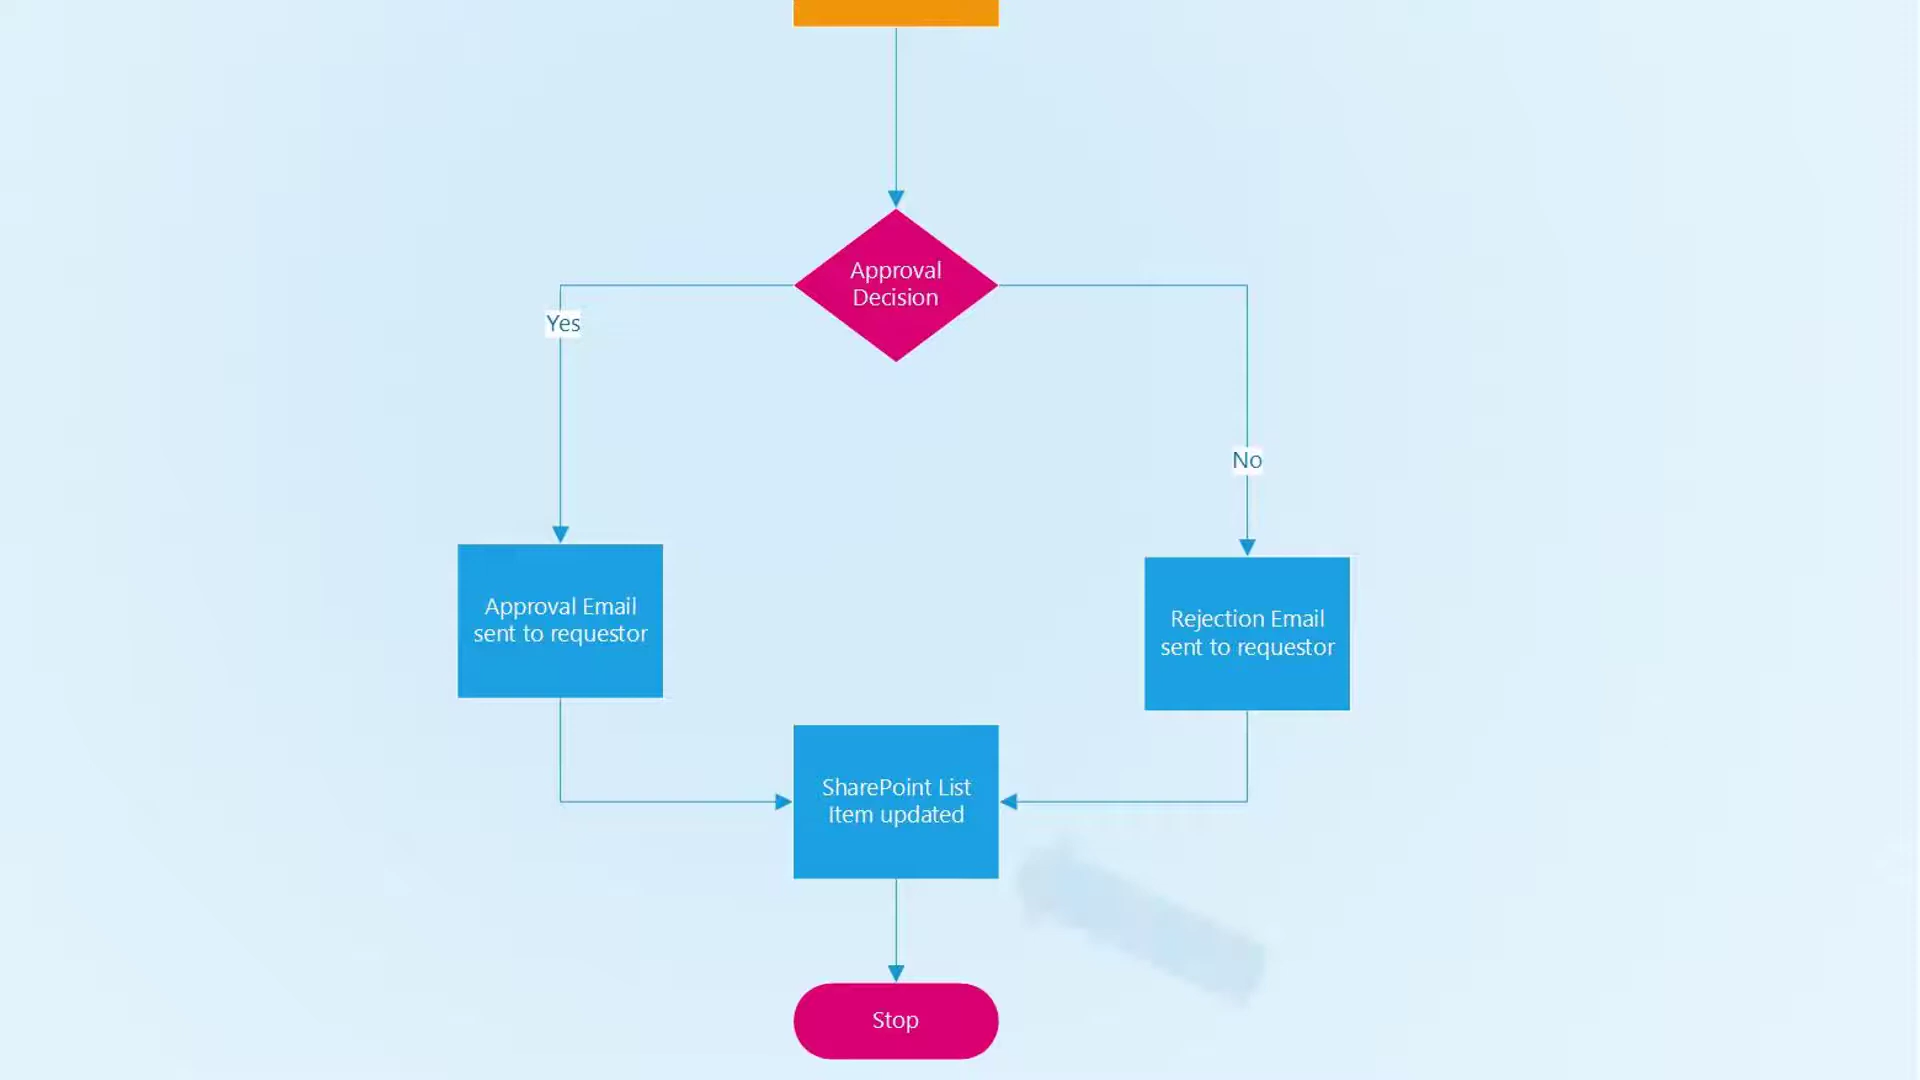 Approval
Decision
Yes
No
Approval Email
sent to requestor
Rejection Email
sent to requestor
SharePoint List
Item updated
Stop